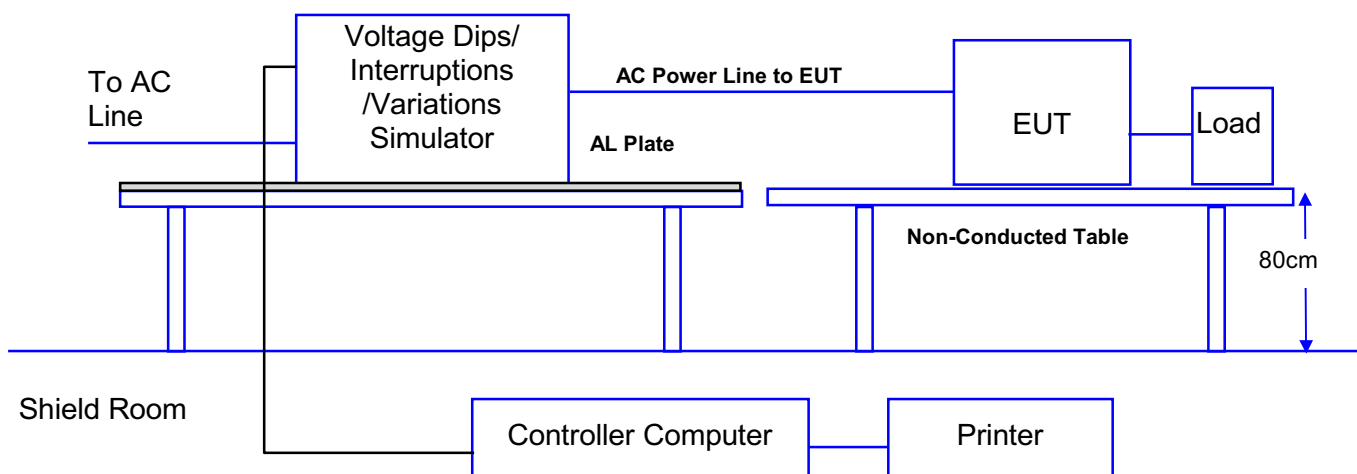 To AC
Line
Voltage Dips/
Interruptions
/Variations
Simulator
AC Power Line to EUT
AL Plate
EUT
Load
Non-Conducted Table
80cm
Shield Room
Controller Computer
Printer